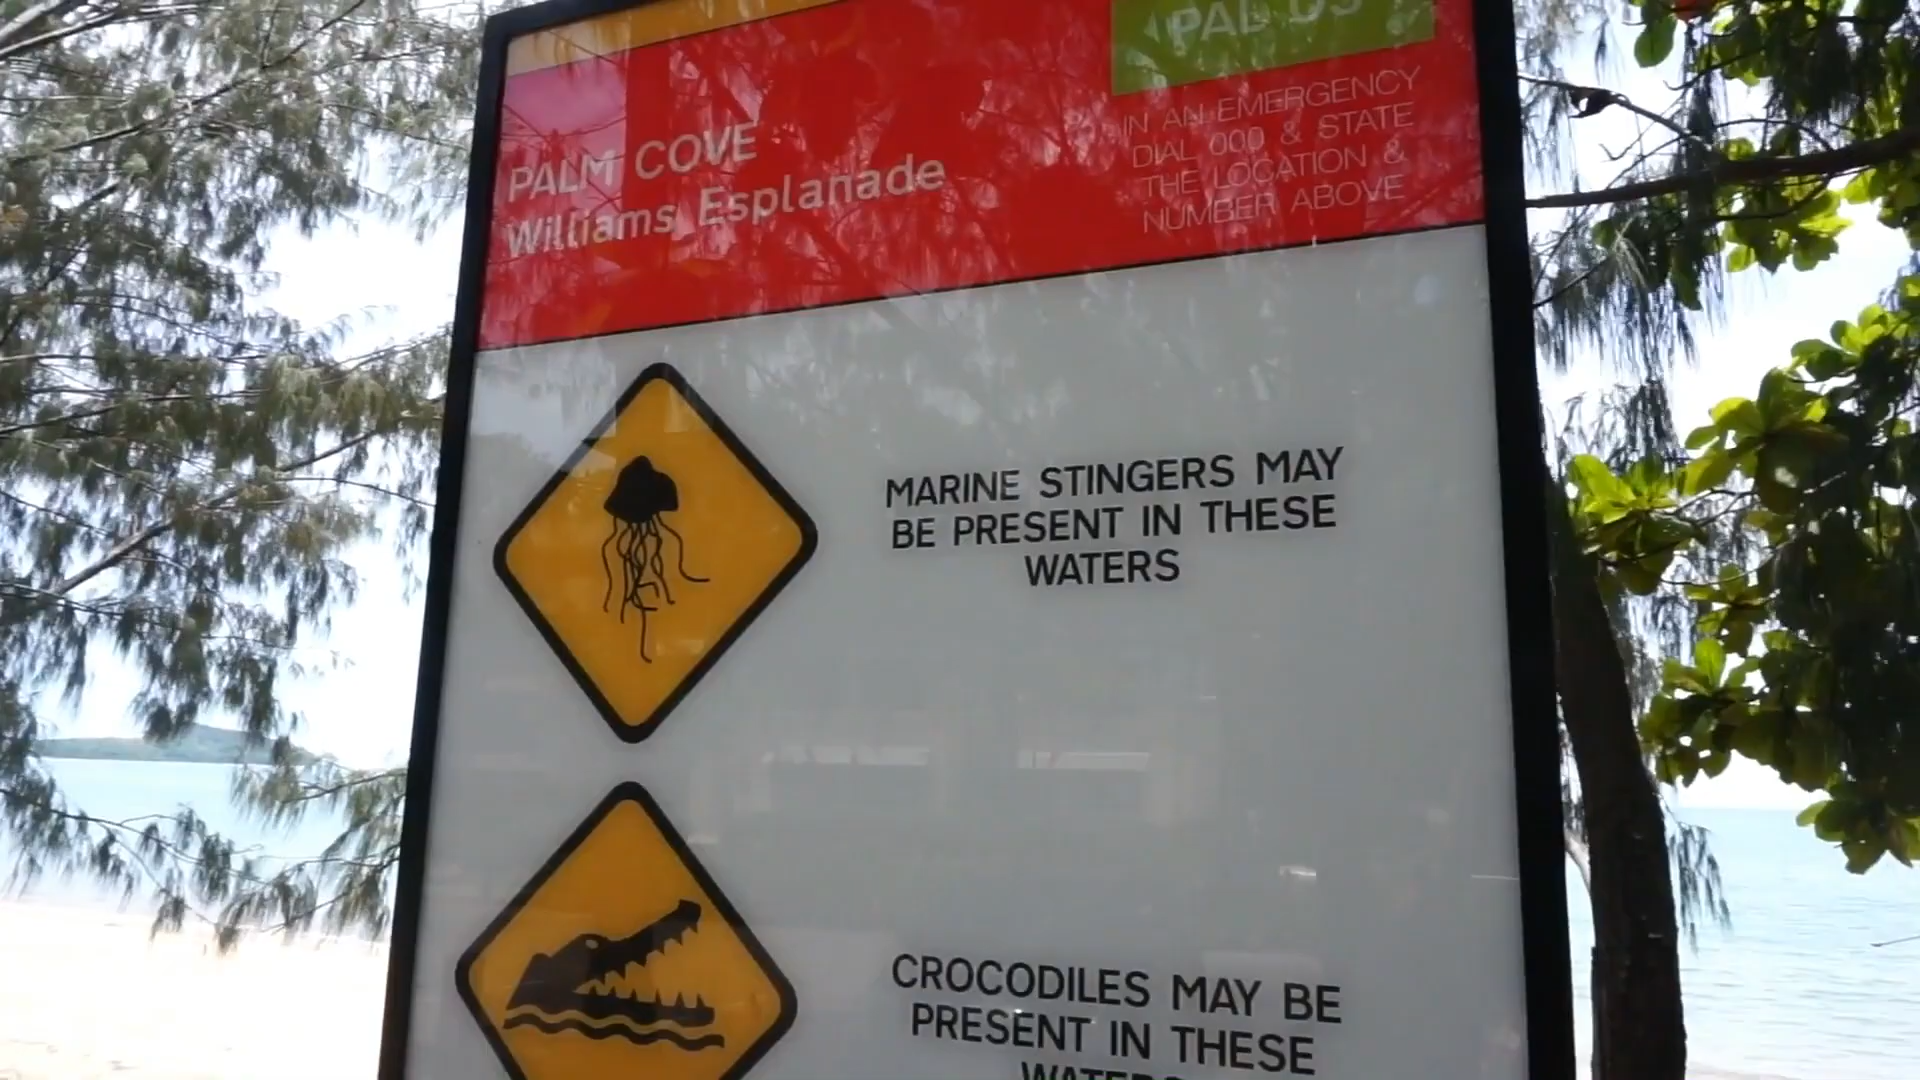 PALM COVE
Williams Esplanade
IN AN EMERGENCY
DIAL 000 & STATE
THE LOCATION &
NUMBER ABOVE
MARINE STINGERS MAY
BE PRESENT IN THESE
WATERS
CROCODILES MAY BE
PRESENT IN THESE
WATERS